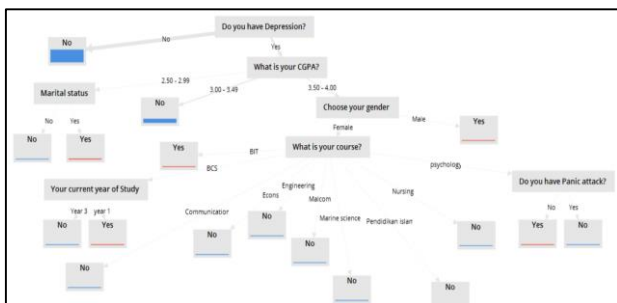 Do you have Depression?
No
No
Yes
What is your CGPA?
Marital status
2.50 - 2.99
3.00 - 3.49
3.50 - 4.00
No
Choose your gender
No
Yes
No
Yes
Female
Male
Yes
Yes
BIT
What is your course?
BCS
psychology
Your current year of Study
Do you have Panic attack?
Year 3
year 1
No
Yes
Communication
Econs
Engineering
Malcom
Marine science
Pendidikan islan
Nursing
No
Yes
No
No
No
No
No
Yes
No
No
No
No